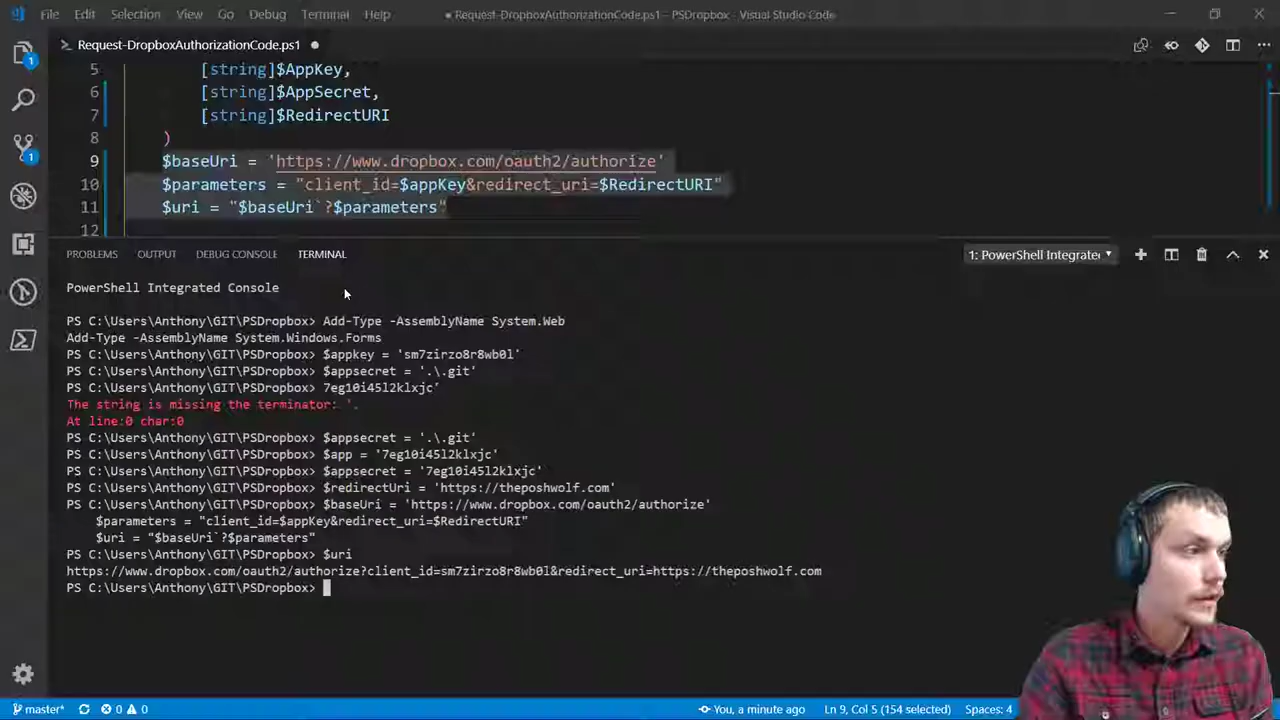 File Edit Selection View Go Debug Terminal Help
● Request-DropboxAuthorizationCode.ps1 - PSDropbox - Visual Studio Code
Request-DropboxAuthorizationCode.ps1 ●
5 [string]$AppKey,
6 [string]$AppSecret,
7 [string]$RedirectURI
8 )
9 $baseUri = 'https://www.dropbox.com/oauth2/authorize'
10 $parameters = "client_id=$appKey&redirect_uri=$RedirectURI"
11 $uri = "$baseUri`?$parameters"
12
1
1
PROBLEMS OUTPUT DEBUG CONSOLE TERMINAL
1: PowerShell Integrate
PowerShell Integrated Console
PS C:\Users\Anthony\GIT\PSDropbox> Add-Type -AssemblyName System.Web
Add-Type -AssemblyName System.Windows.Forms
PS C:\Users\Anthony\GIT\PSDropbox> $appkey = 'sm7zirzo8r8wb0l'
PS C:\Users\Anthony\GIT\PSDropbox> $appsecret = '.\.git'
PS C:\Users\Anthony\GIT\PSDropbox> 7eg10i45l2klxjc'
The string is missing the terminator: '.
At line:0 char:0
PS C:\Users\Anthony\GIT\PSDropbox> $appsecret = '.\.git'
PS C:\Users\Anthony\GIT\PSDropbox> $app = '7eg10i45l2klxjc'
PS C:\Users\Anthony\GIT\PSDropbox> $appsecret = '7eg10i45l2klxjc'
PS C:\Users\Anthony\GIT\PSDropbox> $redirectUri = 'https://theposhwolf.com'
PS C:\Users\Anthony\GIT\PSDropbox> $baseUri = 'https://www.dropbox.com/oauth2/authorize'
$parameters = "client_id=$appKey&redirect_uri=$RedirectURI"
$uri = "$baseUri`?$parameters"
PS C:\Users\Anthony\GIT\PSDropbox> $uri
https://www.dropbox.com/oauth2/authorize?client_id=sm7zirzo8r8wb0l&redirect_uri=https://theposhwolf.com
PS C:\Users\Anthony\GIT\PSDropbox>
master* 0 0 You, a minute ago Ln 9, Col 5 (154 selected) Spaces: 4